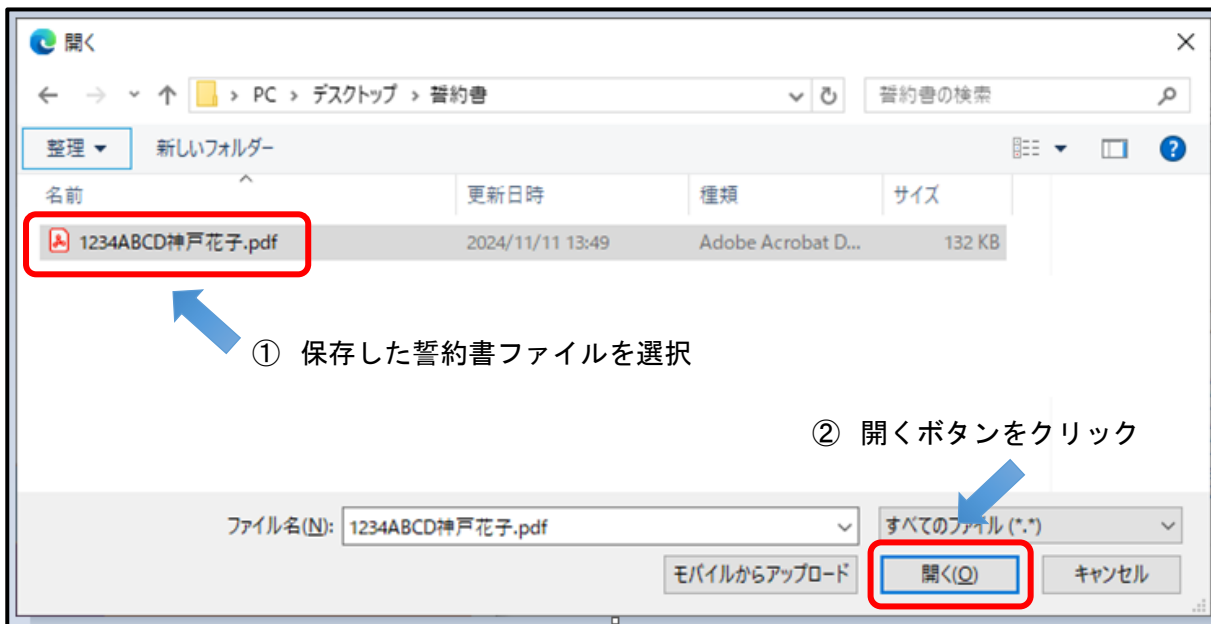 開く
PC > デスクトップ > 誓約書
誓約書の検索
整理
新しいフォルダー
名前 更新日時 種類 サイズ
1234ABCD神戸花子.pdf 2024/11/11 13:49 Adobe Acrobat D... 132 KB
① 保存した誓約書ファイルを選択
② 開くボタンをクリック
ファイル名(N): 1234ABCD神戸花子.pdf すべてのファイル (*.*)
モバイルからアップロード 開く(O) キャンセル